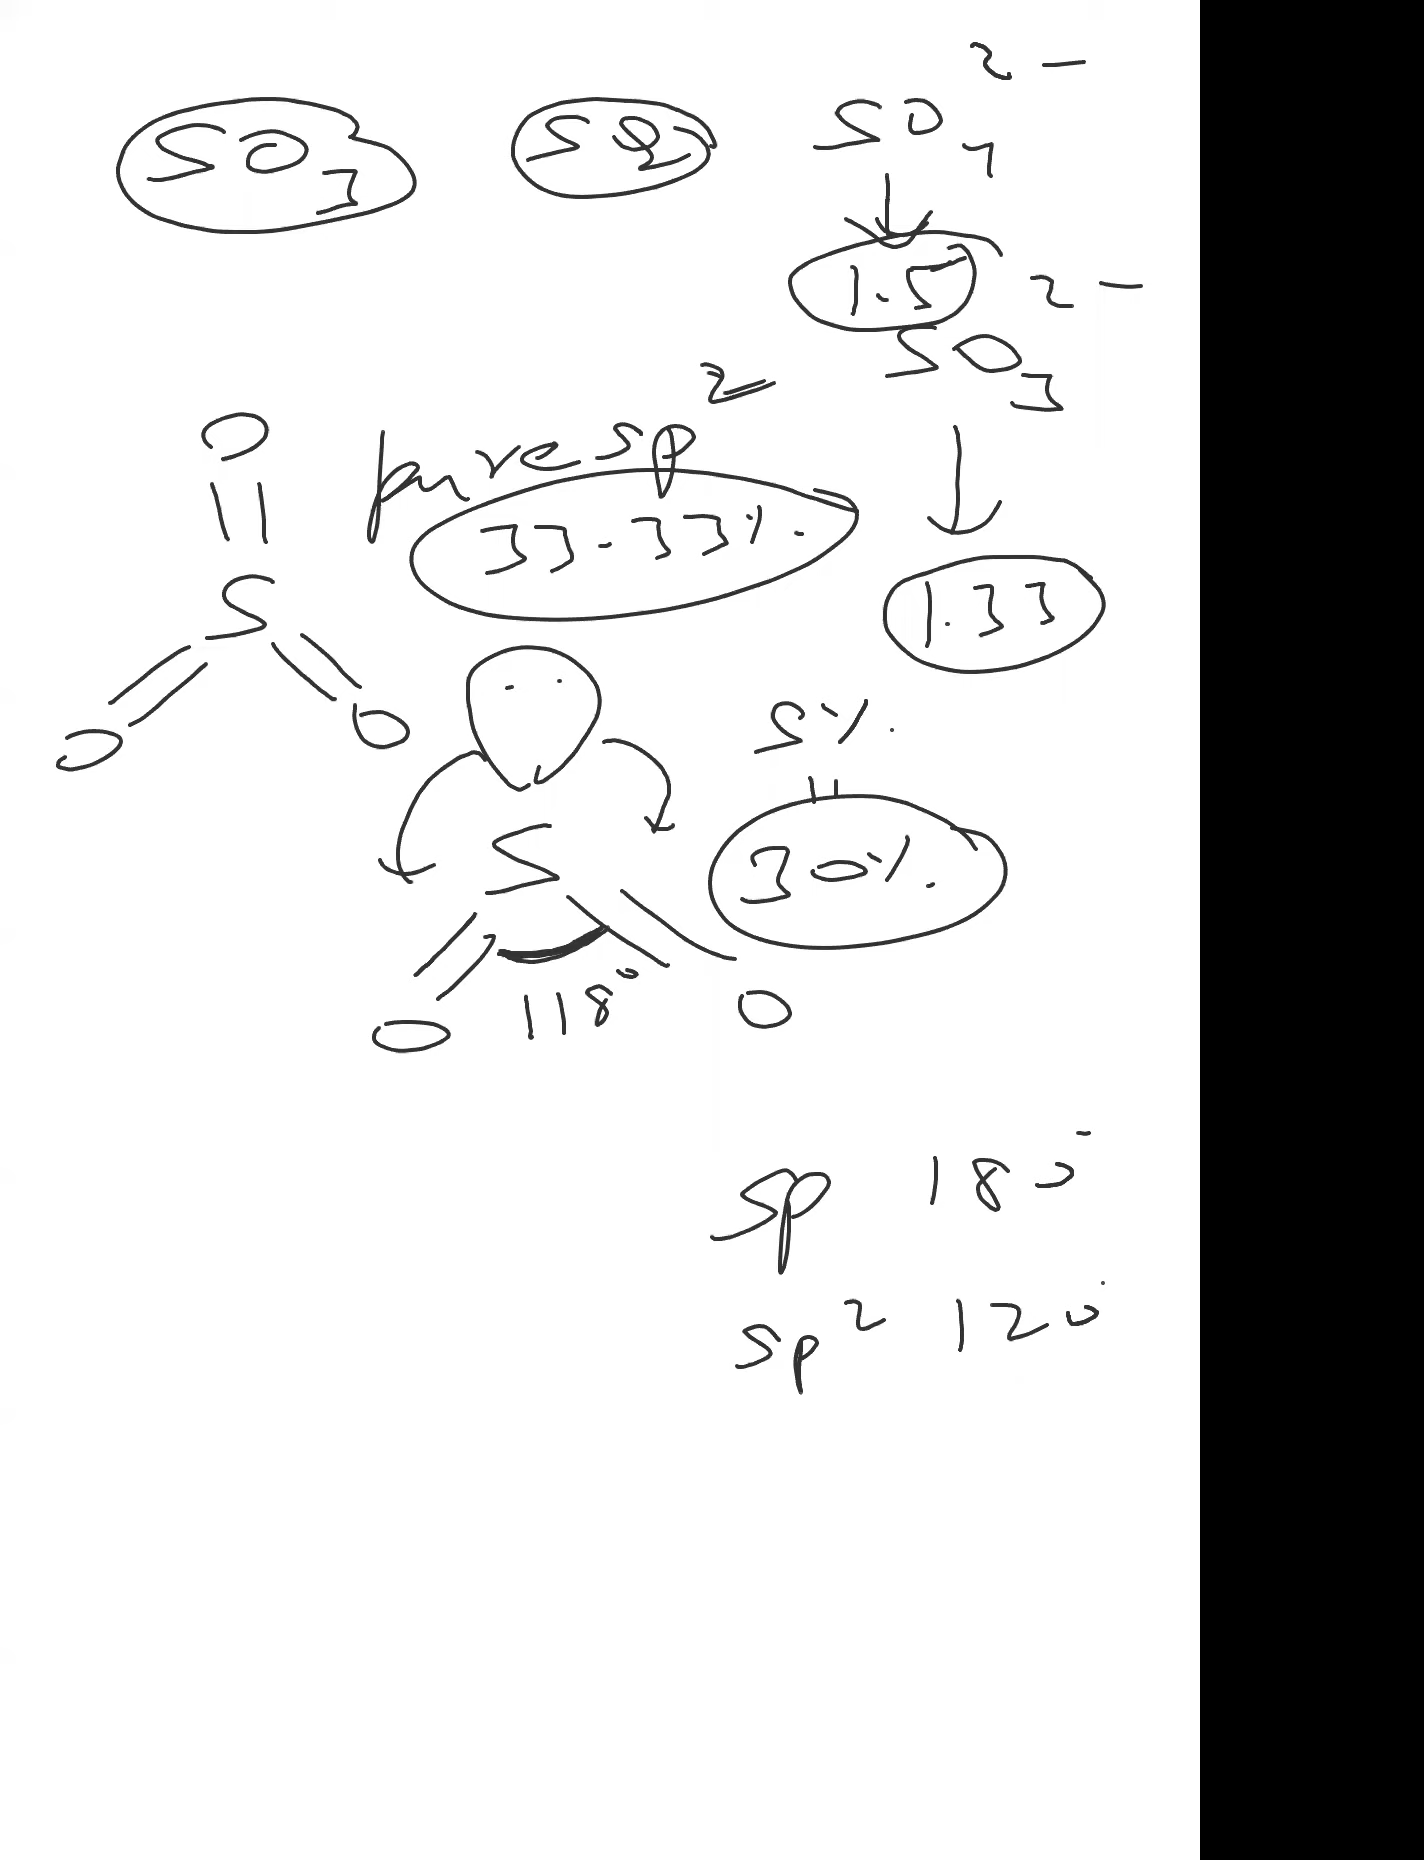 SO3 SO2 SO4 2-
1.5
SO3 2-
pure sp2
33.33%.
1.33
O
S
O O
S%.
30%.
S
O 118° O
sp 180°
sp2 120°